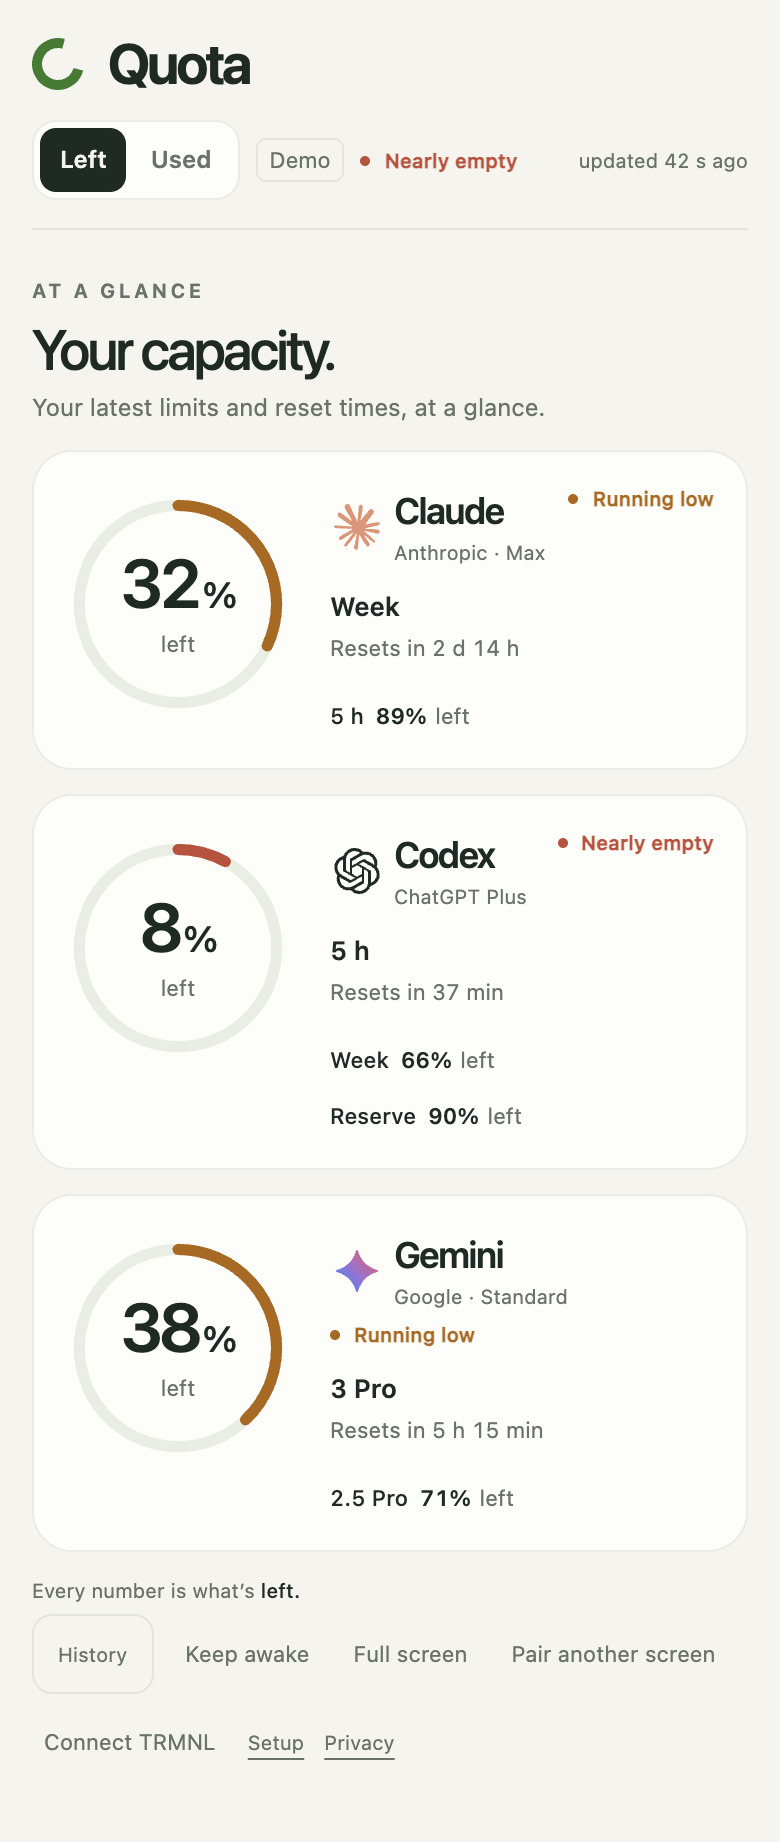 Quota
Left Used Demo Nearly empty updated 42 s ago
AT A GLANCE
Your capacity.
Your latest limits and reset times, at a glance.
32%
left
Claude
Running low
Anthropic · Max
Week
Resets in 2 d 14 h
5 h 89% left
8%
left
Codex
Nearly empty
ChatGPT Plus
5 h
Resets in 37 min
Week 66% left
Reserve 90% left
38%
left
Gemini
Google · Standard
Running low
3 Pro
Resets in 5 h 15 min
2.5 Pro 71% left
Every number is what’s left.
History Keep awake Full screen Pair another screen
Connect TRMNL Setup Privacy